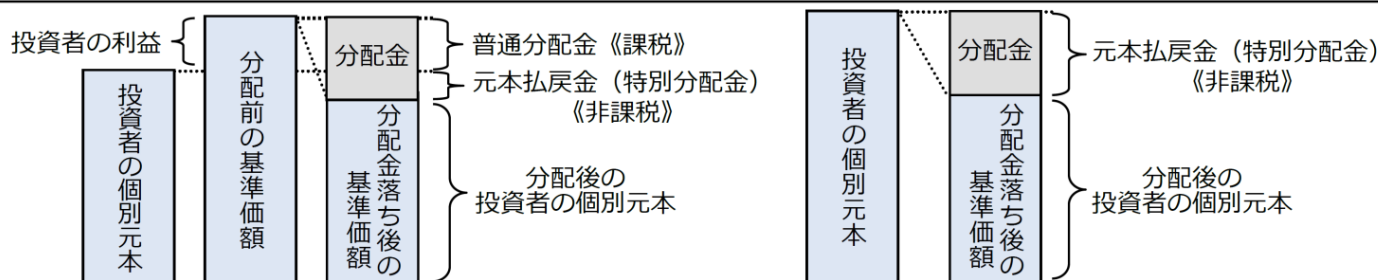 投資者の利益
投資者の個別元本
分配前の基準価額
分配金
分配金落ち後の
基準価額
普通分配金《課税》
元本払戻金（特別分配金）
《非課税》
分配後の
投資者の個別元本
投資者の個別元本
分配金
分配金落ち後の
基準価額
元本払戻金（特別分配金）
《非課税》
分配後の
投資者の個別元本